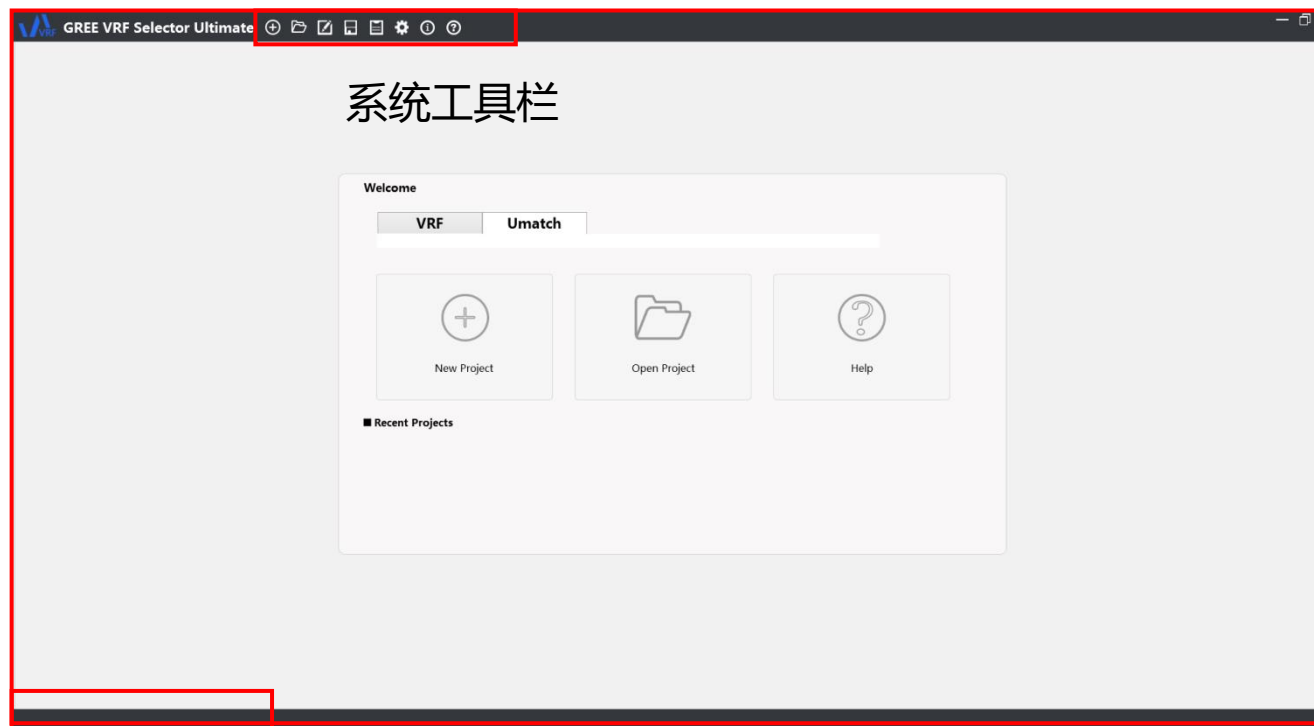 VRF GREE VRF Selector Ultimate
系统工具栏
Welcome
VRF Umatch
New Project Open Project Help
Recent Projects